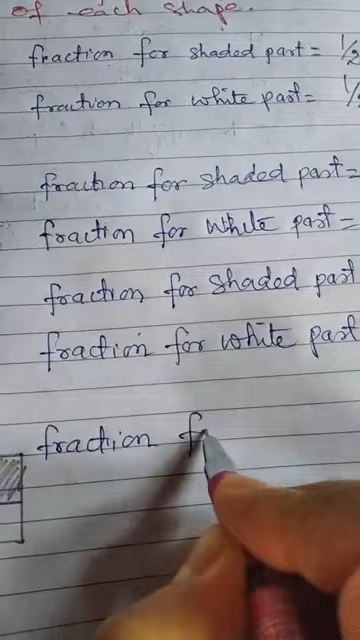 of each shape.
fraction for shaded part = 1/2
fraction for white part =
fraction for shaded part =
fraction for white part =
fraction for shaded part
fraction for white part
fraction f